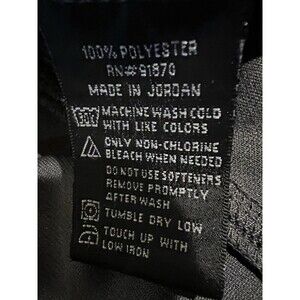 100% POLYESTER
RN#91870
MADE IN JORDAN
MACHINE WASH COLD
WITH LIKE COLORS
ONLY NON-CHLORINE
BLEACH WHEN NEEDED
DO NOT USE SOFTENERS
REMOVE PROMPTLY
AFTER WASH
TUMBLE DRY LOW
TOUCH UP WITH
LOW IRON